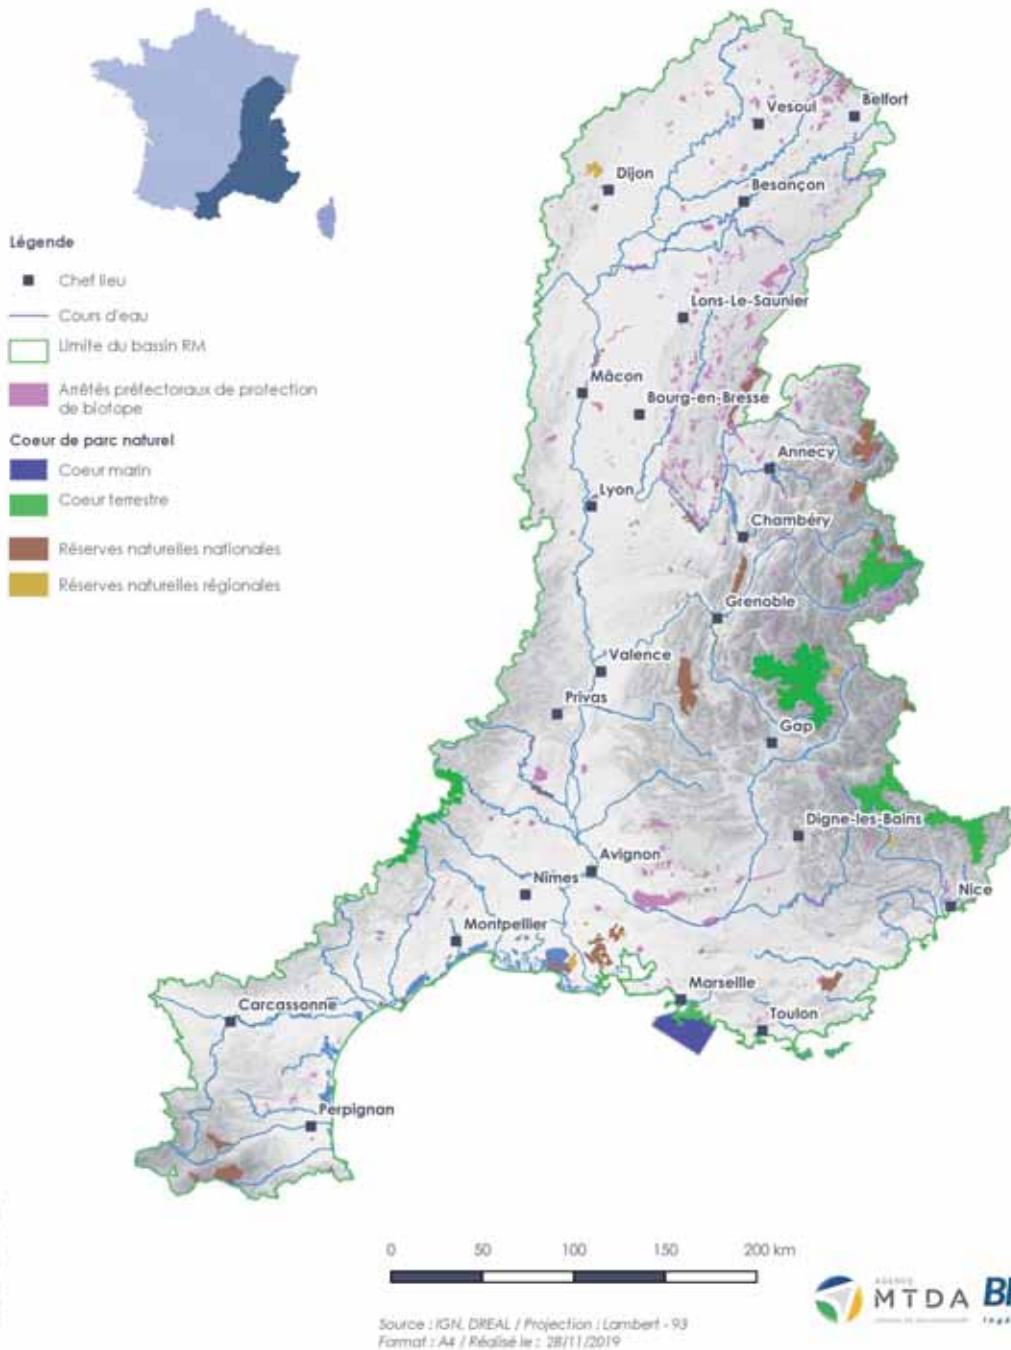 Légende
Chef lieu
Cours d'eau
Limite du bassin RM
Arrêtés préfectoraux de protection
de biotope
Coeur de parc naturel
Coeur marin
Coeur terrestre
Réserves naturelles nationales
Réserves naturelles régionales
Vesoul
Belfort
Dijon
Besançon
Lons-Le-Saunier
Mâcon
Bourg-en-Bresse
Annecy
Lyon
Chambéry
Grenoble
Valence
Privas
Gap
Digne-les-Bains
Avignon
Nîmes
Nice
Montpellier
Marseille
Carcassonne
Toulon
Perpignan
0 50 100 150 200 km
Source : IGN, DREAL / Projection : Lambert - 93
Format : A4 / Réalisé le : 28/11/2019
AGENCE
MTDA